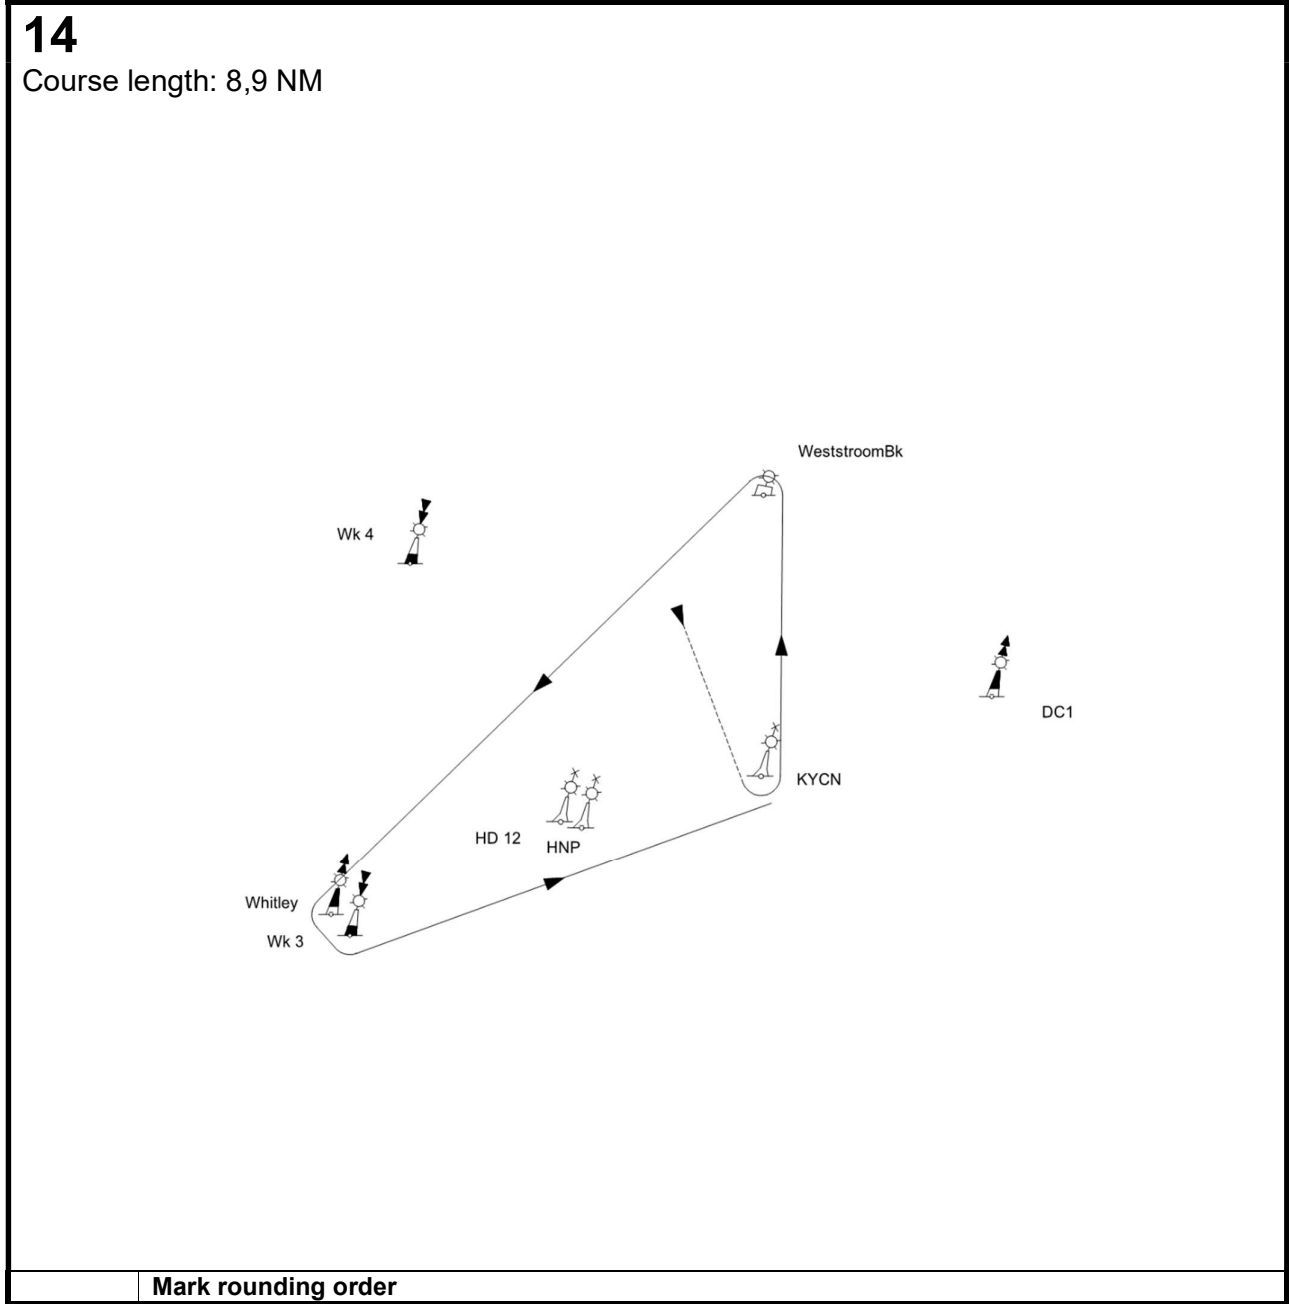 14
Course length: 8,9 NM
WeststroomBk
Wk 4
DC1
KYCN
HD 12
HNP
Whitley
Wk 3
Mark rounding order